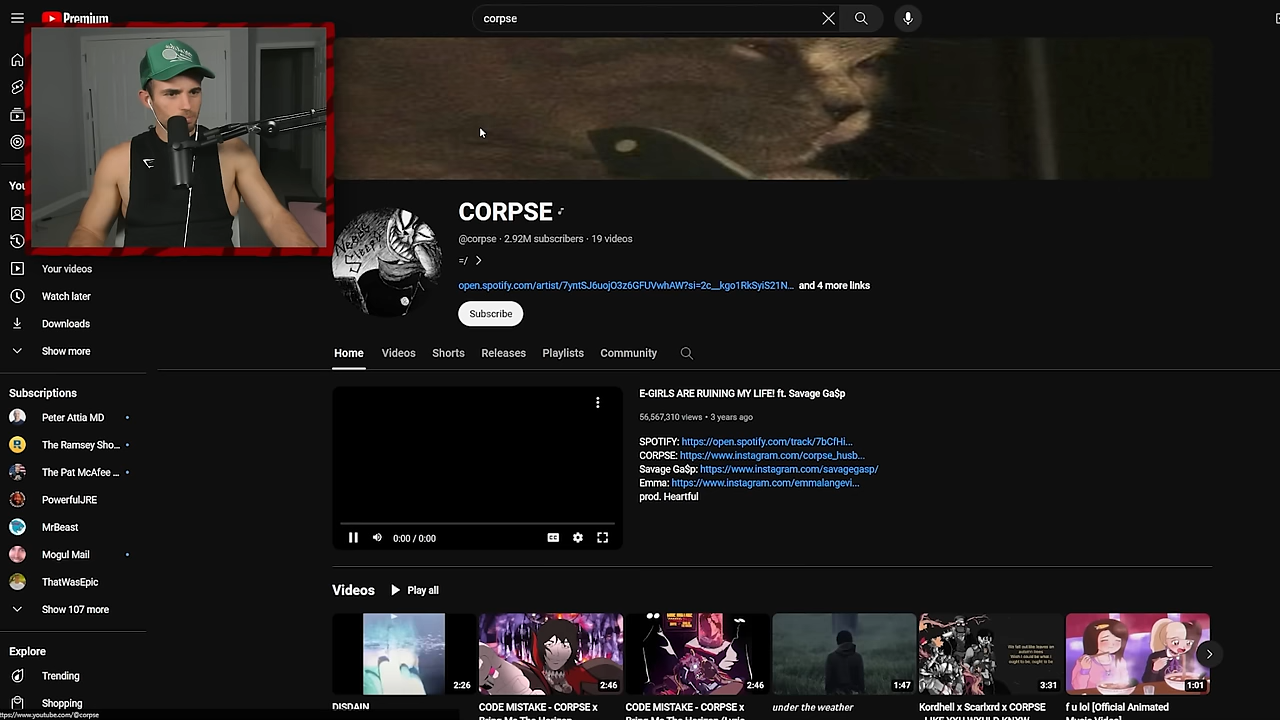 Premium
corpse
CORPSE
@corpse · 2.92M subscribers · 19 videos
=/
open.spotify.com/artist/7yntSJ6uojO3z6GFUVwhAW?si=2c__kgo1RkSyiS21N... and 4 more links
Subscribe
Home Videos Shorts Releases Playlists Community
You
Your videos
Watch later
Downloads
Show more
Subscriptions
Peter Attia MD
The Ramsey Sho...
The Pat McAfee ...
PowerfulJRE
MrBeast
Mogul Mail
ThatWasEpic
Show 107 more
Explore
Trending
Shopping
ttps://www.youtube.com/@corpse
0:00 / 0:00
E-GIRLS ARE RUINING MY LIFE! ft. Savage Ga$p
56,567,310 views • 3 years ago
SPOTIFY: https://open.spotify.com/track/7bCfHi...
CORPSE: https://www.instagram.com/corpse_husb...
Savage Ga$p: https://www.instagram.com/savagegasp/
Emma: https://www.instagram.com/emmalangevi...
prod. Heartful
Videos Play all
2:26
2:46
2:46
1:47
3:31
1:01
DISDAIN
CODE MISTAKE - CORPSE x
CODE MISTAKE - CORPSE x
under the weather
Kordhell x Scarlxrd x CORPSE
f u lol [Official Animated